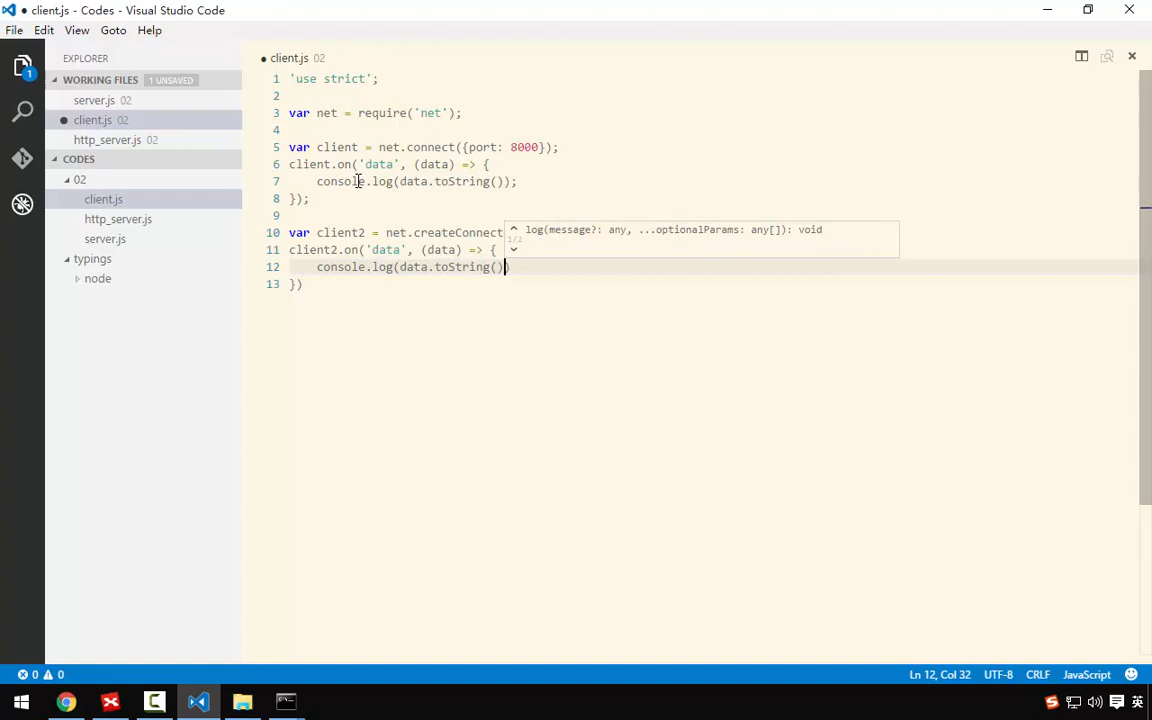 client.js - Codes - Visual Studio Code
File Edit View Goto Help
EXPLORER
WORKING FILES 1 UNSAVED
server.js 02
client.js 02
http_server.js 02
CODES
02
client.js
http_server.js
server.js
typings
node
1
client.js 02
1 'use strict';
2
3 var net = require('net');
4
5 var client = net.connect({port: 8000});
6 client.on('data', (data) => {
7 console.log(data.toString());
8 });
9
10 var client2 = net.createConnect
11 client2.on('data', (data) => {
12 console.log(data.toString())
13 })
log(message?: any, ...optionalParams: any[]): void
1/2
0 0
Ln 12, Col 32 UTF-8 CRLF JavaScript
英